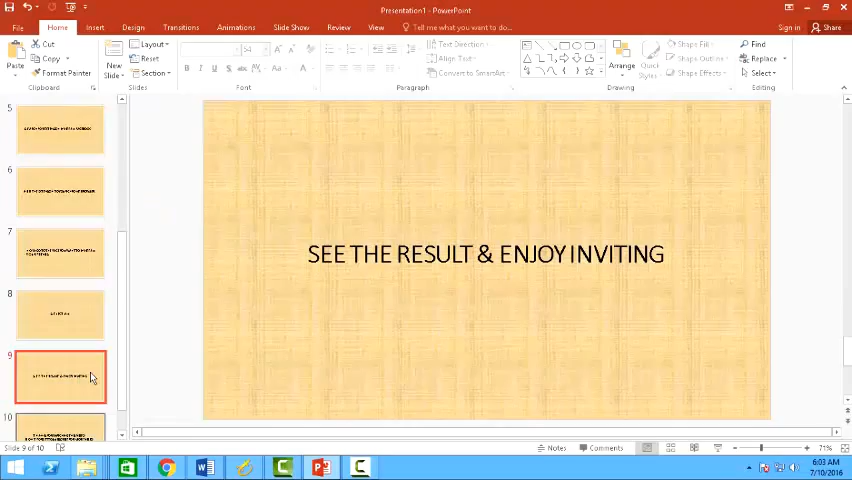 Presentation1 - PowerPoint
File Home Insert Design Transitions Animations Slide Show Review View Tell me what you want to do... Sign in Share
Paste Cut Copy Format Painter
New Slide Layout Reset Section
54
Text Direction Align Text Convert to SmartArt
Arrange Quick Styles Shape Fill Shape Outline Shape Effects
Find Replace Select
Clipboard Slides Font Paragraph Drawing Editing
5
6
7
8
9
10
SEE THE RESULT & ENJOY INVITING
Slide 9 of 10 Notes Comments 71%
6:03 AM
7/10/2016